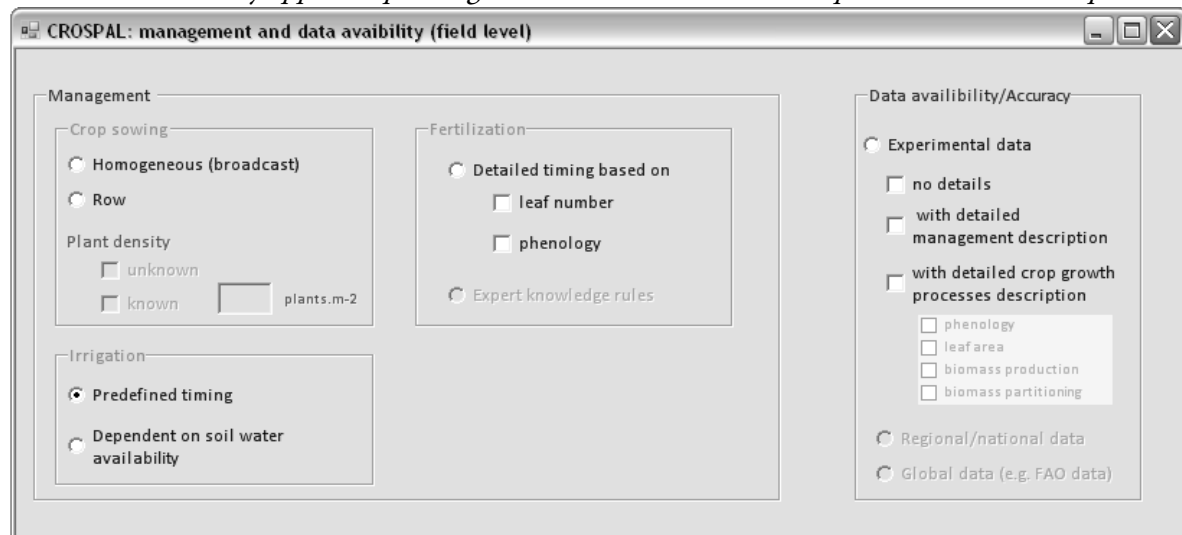 CROSPAL: management and data avaibility (field level)
Management
Crop sowing
Homogeneous (broadcast)
Row
Plant density
unknown
known
plants.m-2
Irrigation
Predefined timing
Dependent on soil water
availability
Fertilization
Detailed timing based on
leaf number
phenology
Expert knowledge rules
Data availibility/Accuracy
Experimental data
no details
with detailed
management description
with detailed crop growth
processes description
phenology
leaf area
biomass production
biomass partitioning
Regional/national data
Global data (e.g. FAO data)